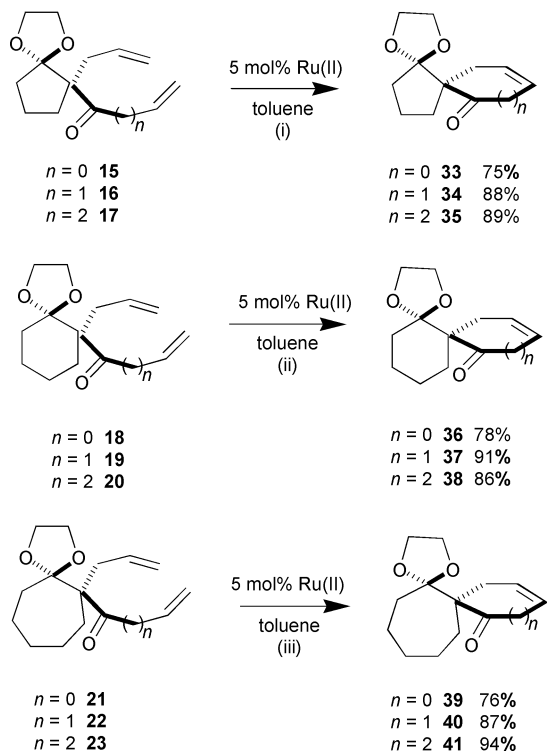 O O
5 mol% Ru(II)
toluene
(i)
O
)n
O O
O
)n
n = 0 15
n = 1 16
n = 2 17
n = 0 33 75%
n = 1 34 88%
n = 2 35 89%
O O
5 mol% Ru(II)
toluene
(ii)
O
)n
O O
O
)n
n = 0 18
n = 1 19
n = 2 20
n = 0 36 78%
n = 1 37 91%
n = 2 38 86%
O O
5 mol% Ru(II)
toluene
(iii)
O
)n
O O
O
)n
n = 0 21
n = 1 22
n = 2 23
n = 0 39 76%
n = 1 40 87%
n = 2 41 94%